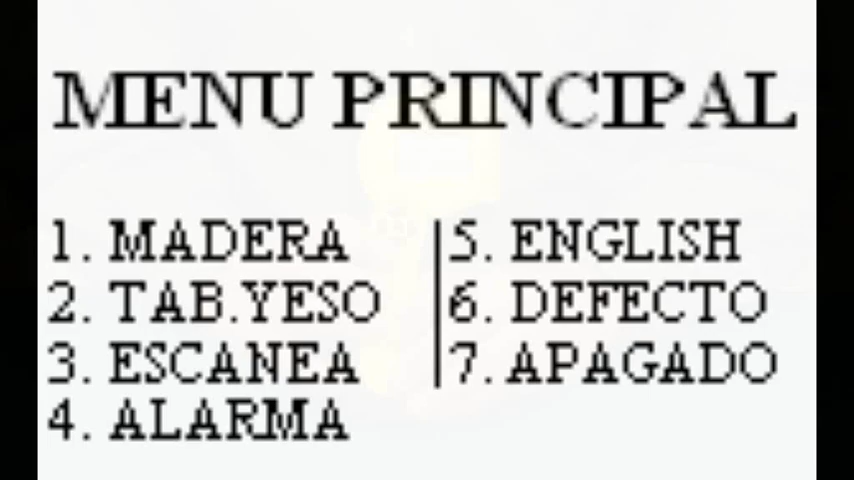 MENU PRINCIPAL
1. MADERA
2. TAB.YESO
3. ESCANEA
4. ALARMA
5. ENGLISH
6. DEFECTO
7. APAGADO